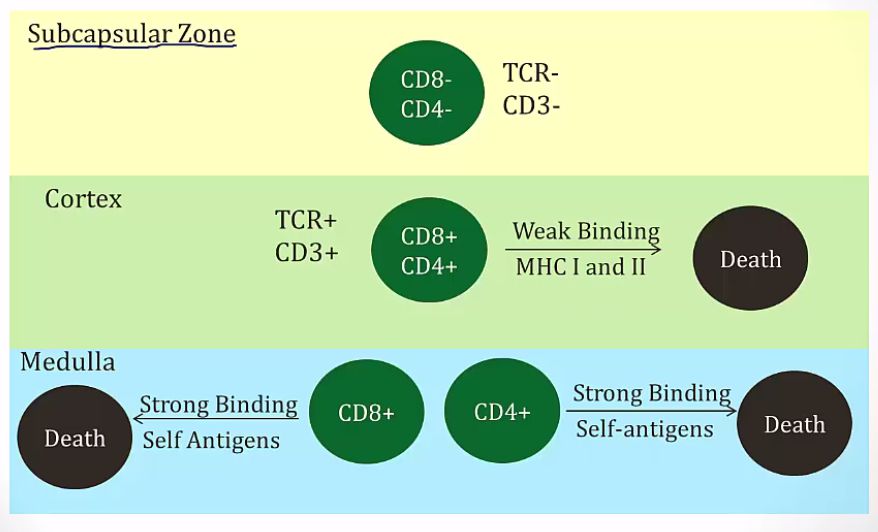 Subcapsular Zone
CD8-
CD4-
TCR-
CD3-
Cortex
TCR+
CD3+
CD8+
CD4+
Weak Binding
MHC I and II
Death
Medulla
Death
Strong Binding
Self Antigens
CD8+
CD4+
Strong Binding
Self-antigens
Death